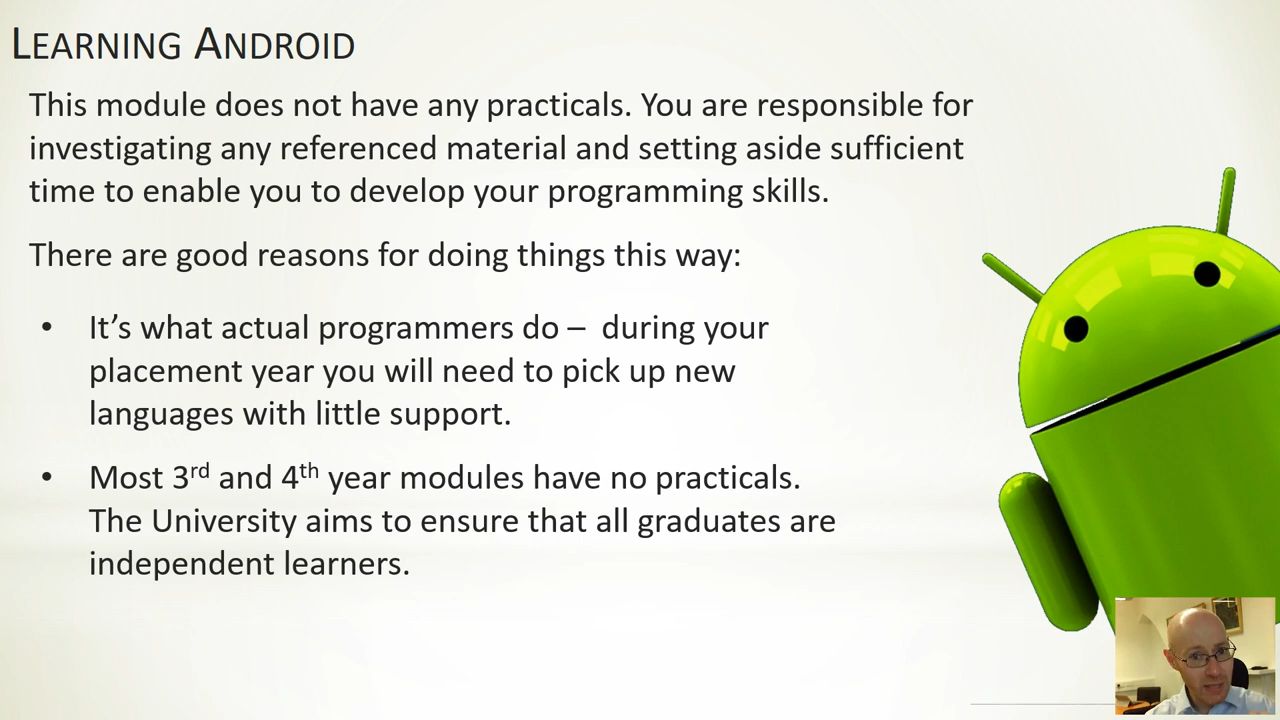 LEARNING ANDROID
This module does not have any practicals. You are responsible for
investigating any referenced material and setting aside sufficient
time to enable you to develop your programming skills.
There are good reasons for doing things this way:
• It’s what actual programmers do – during your
placement year you will need to pick up new
languages with little support.
• Most 3rd and 4th year modules have no practicals.
The University aims to ensure that all graduates are
independent learners.